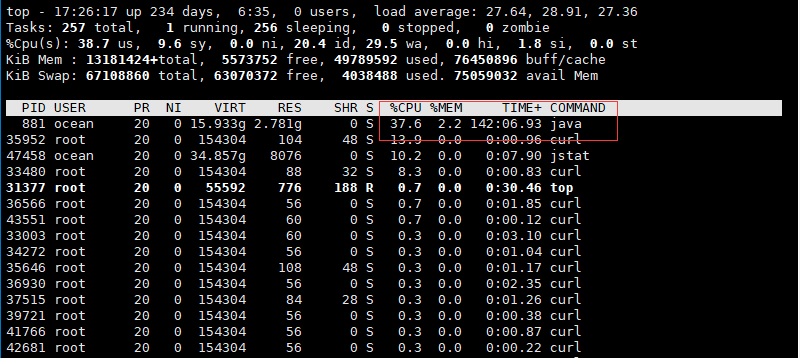 top - 17:26:17 up 234 days,  6:35,  0 users,  load average: 27.64, 28.91, 27.36
Tasks: 257 total,   1 running, 256 sleeping,   0 stopped,   0 zombie
%Cpu(s): 38.7 us,  9.6 sy,  0.0 ni, 20.4 id, 29.5 wa,  0.0 hi,  1.8 si,  0.0 st
KiB Mem : 13181424+total,  5573752 free, 49789592 used, 76450896 buff/cache
KiB Swap: 67108860 total, 63070372 free,  4038488 used. 75059032 avail Mem
PID USER PR NI VIRT RES SHR S %CPU %MEM TIME+ COMMAND
881 ocean 20 0 15.933g 2.781g 0 S 37.6 2.2 142:06.93 java
35952 root 20 0 154304 104 48 S 13.9 0.0 0:00.96 curl
47458 ocean 20 0 34.857g 8076 0 S 10.2 0.0 0:07.90 jstat
33480 root 20 0 154304 88 32 S 8.3 0.0 0:00.83 curl
31377 root 20 0 55592 776 188 R 0.7 0.0 0:30.46 top
36566 root 20 0 154304 56 0 S 0.7 0.0 0:01.85 curl
43551 root 20 0 154304 60 0 S 0.7 0.0 0:00.12 curl
33003 root 20 0 154304 60 0 S 0.3 0.0 0:03.10 curl
34272 root 20 0 154304 56 0 S 0.3 0.0 0:01.04 curl
35646 root 20 0 154304 108 48 S 0.3 0.0 0:01.17 curl
36930 root 20 0 154304 56 0 S 0.3 0.0 0:02.35 curl
37515 root 20 0 154304 84 28 S 0.3 0.0 0:01.26 curl
39721 root 20 0 154304 56 0 S 0.3 0.0 0:00.38 curl
41766 root 20 0 154304 56 0 S 0.3 0.0 0:00.87 curl
42681 root 20 0 154304 56 0 S 0.3 0.0 0:00.22 curl